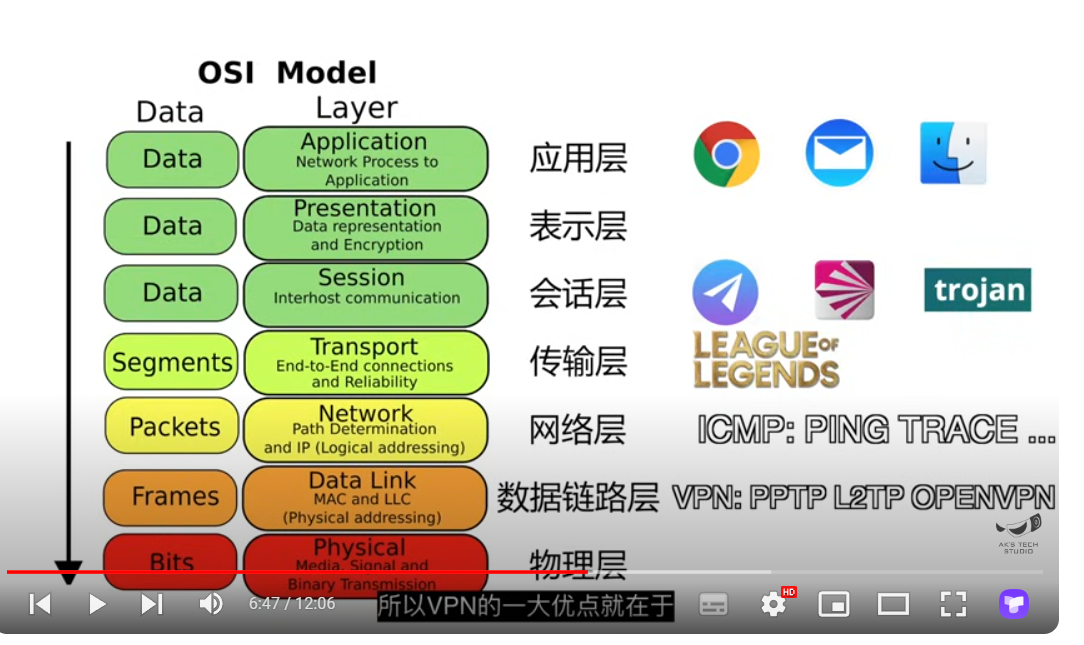 OSI Model
Data
Layer
Data
Application
Network Process to
Application
应用层
Data
Presentation
Data representation
and Encryption
表示层
Data
Session
Interhost communication
会话层
trojan
Segments
Transport
End-to-End connections
and Reliability
传输层
LEAGUE OF
LEGENDS
Packets
Network
Path Determination
and IP (Logical addressing)
网络层
ICMP: PING TRACE ...
Frames
Data Link
MAC and LLC
(Physical addressing)
数据链路层
VPN: PPTP L2TP OPENVPN
AK'S TECH
STUDIO
Bits
Physical
Media, Signal and
Binary Transmission
物理层
6:47 / 12:06
所以VPN的一大优点就在于
HD